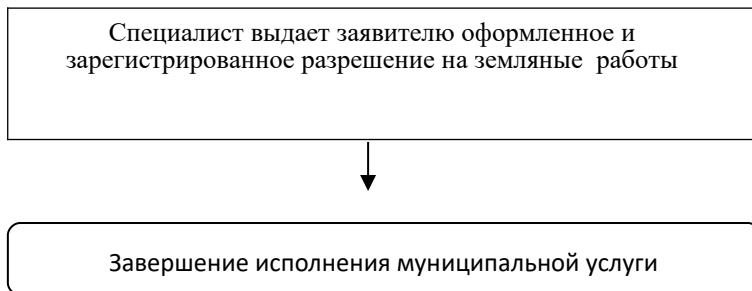 Специалист выдает заявителю оформленное и
зарегистрированное разрешение на земляные  работы
Завершение исполнения муниципальной услуги